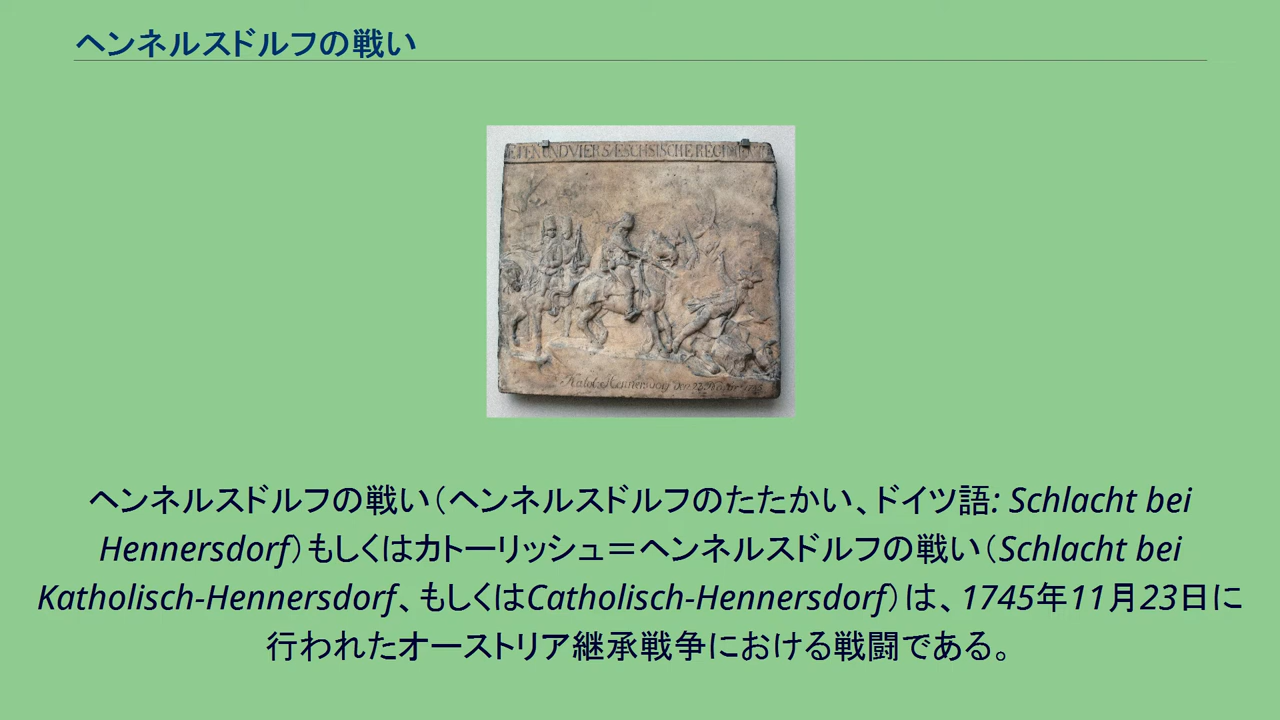 ヘンネルスドルフの戦い
ヘンネルスドルフの戦い（ヘンネルスドルフのたたかい、ドイツ語: Schlacht bei
Hennersdorf）もしくはカトーリッシュ＝ヘンネルスドルフの戦い（Schlacht bei
Katholisch-Hennersdorf、もしくはCatholisch-Hennersdorf）は、1745年11月23日に
行われたオーストリア継承戦争における戦闘である。